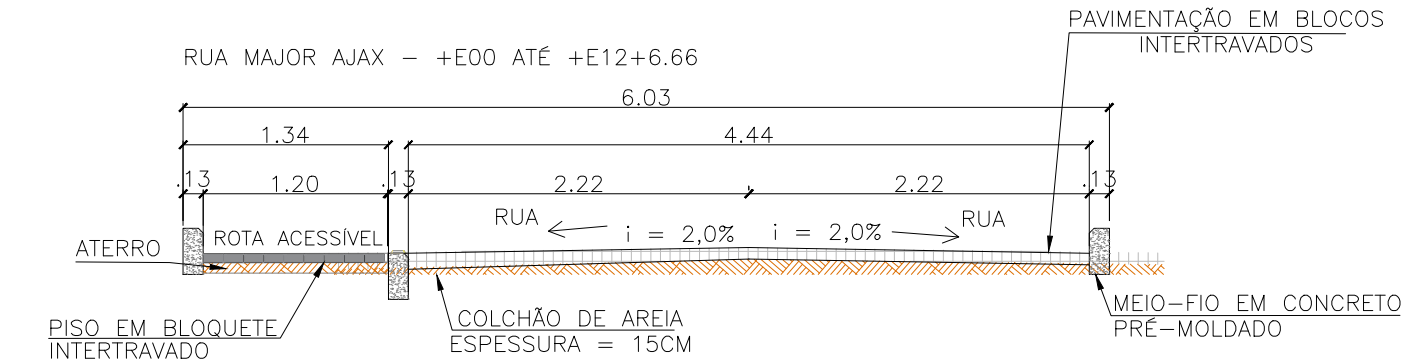 PAVIMENTAÇÃO EM BLOCOS
INTERTRAVADOS
RUA MAJOR AJAX - +E00 ATÉ +E12+6.66
6.03
1.34
4.44
.13
1.20
.13
2.22
2.22
.13
RUA
i = 2,0%
i = 2,0%
RUA
ATERRO
ROTA ACESSÍVEL
PISO EM BLOQUETE
INTERTRAVADO
COLCHÃO DE AREIA
ESPESSURA = 15CM
MEIO-FIO EM CONCRETO
PRÉ-MOLDADO